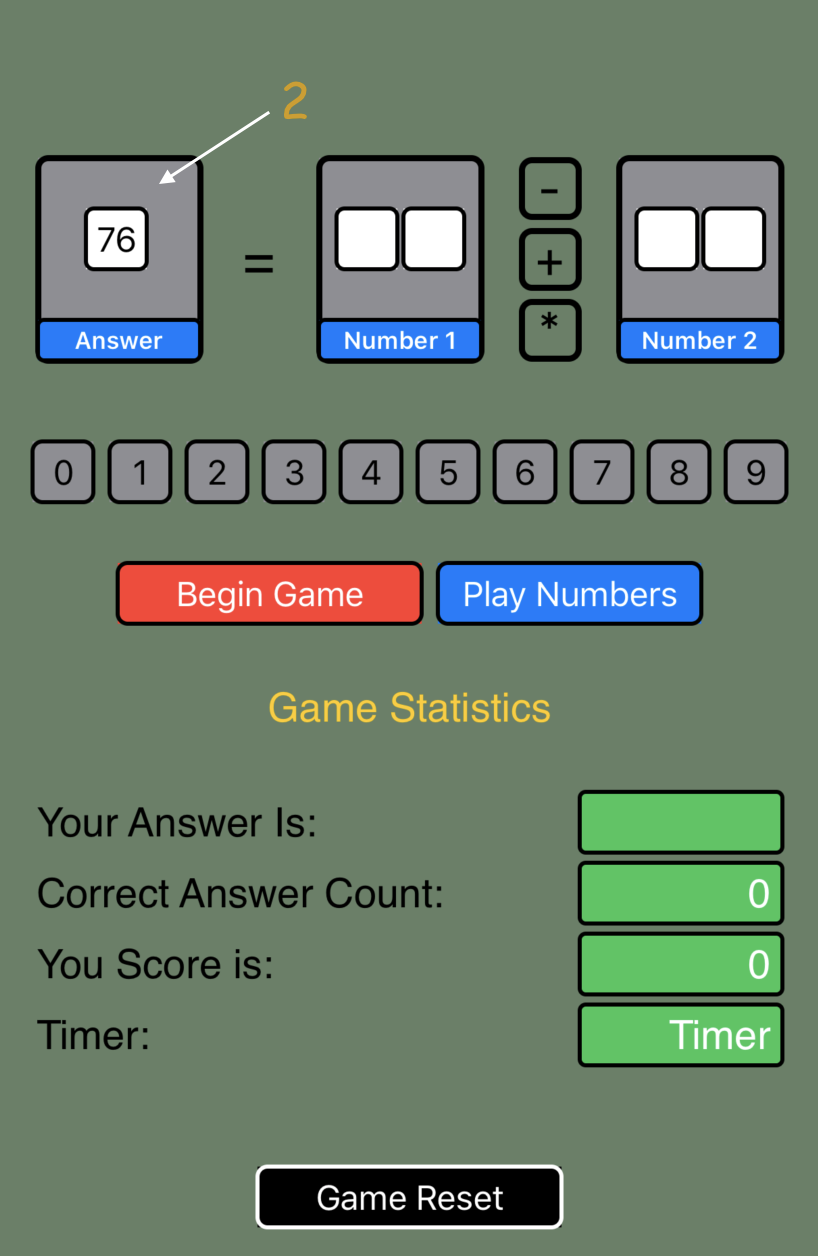 2
-
76
= + 
*
Answer Number 1 Number 2
0 1 2 3 4 5 6 7 8 9
Begin Game Play Numbers
Game Statistics
Your Answer Is:
Correct Answer Count: 0
You Score is: 0
Timer: Timer
Game Reset